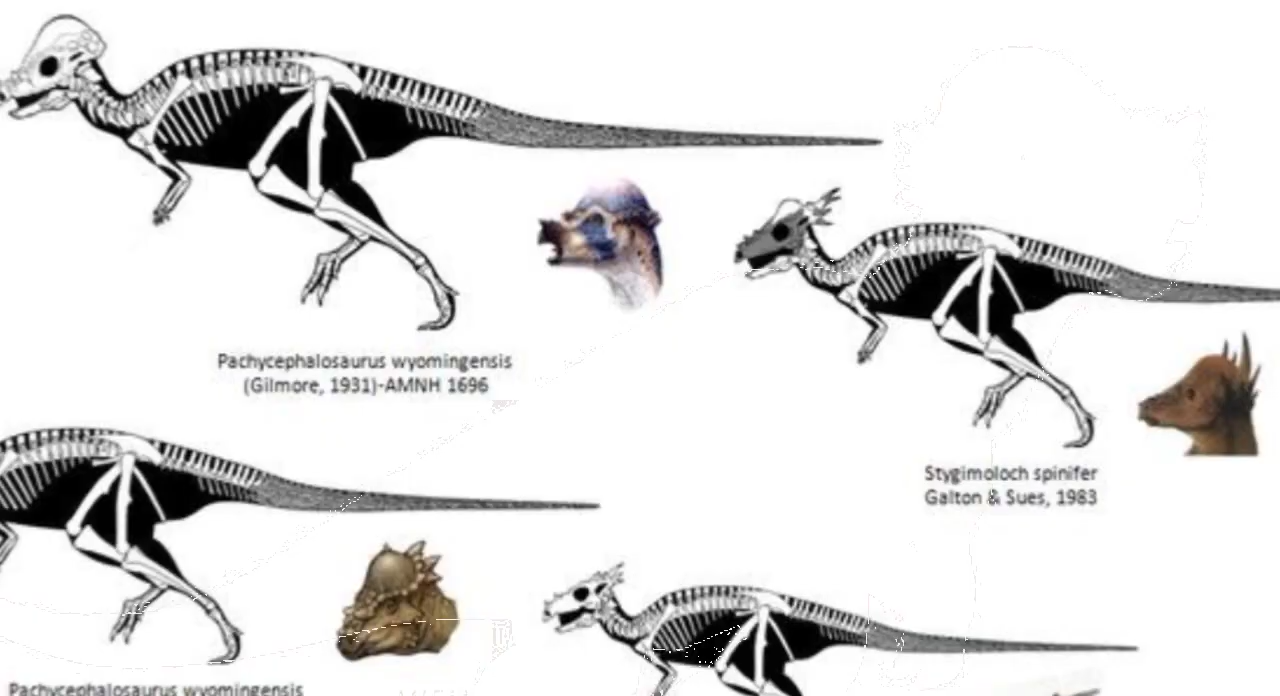 Pachycephalosaurus wyomingensis
(Gilmore, 1931)-AMNH 1696
Stygimoloch spinifer
Galton & Sues, 1983
Pachycephalosaurus wyomingensis